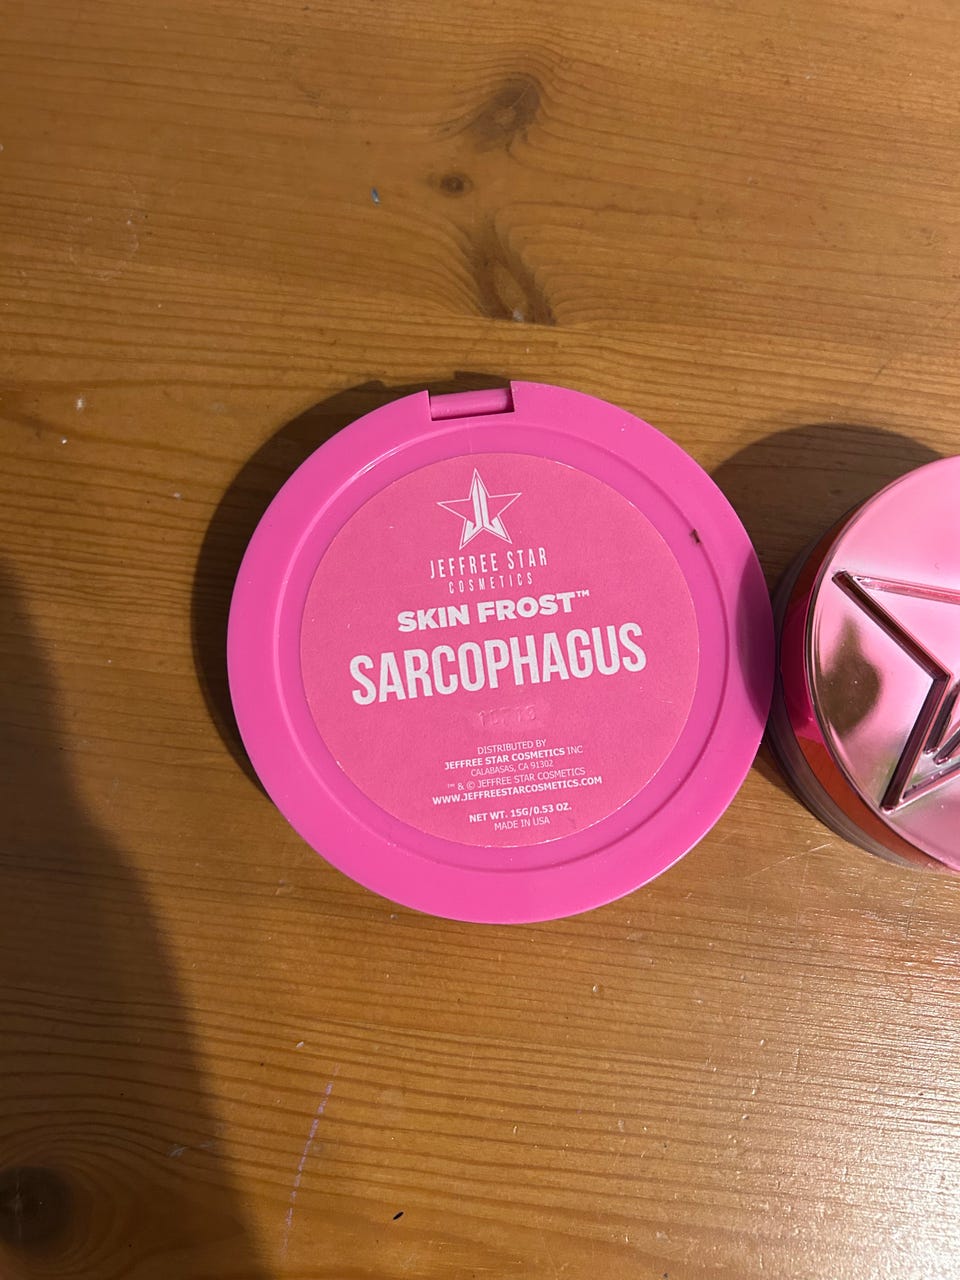 JEFFREE STAR
COSMETICS
SKIN FROST™
SARCOPHAGUS
DISTRIBUTED BY
JEFFREE STAR COSMETICS INC
CALABASAS, CA 91302
™ & © JEFFREE STAR COSMETICS
WWW.JEFFREESTARCOSMETICS.COM
NET WT. 15G/0.53 OZ.
MADE IN USA